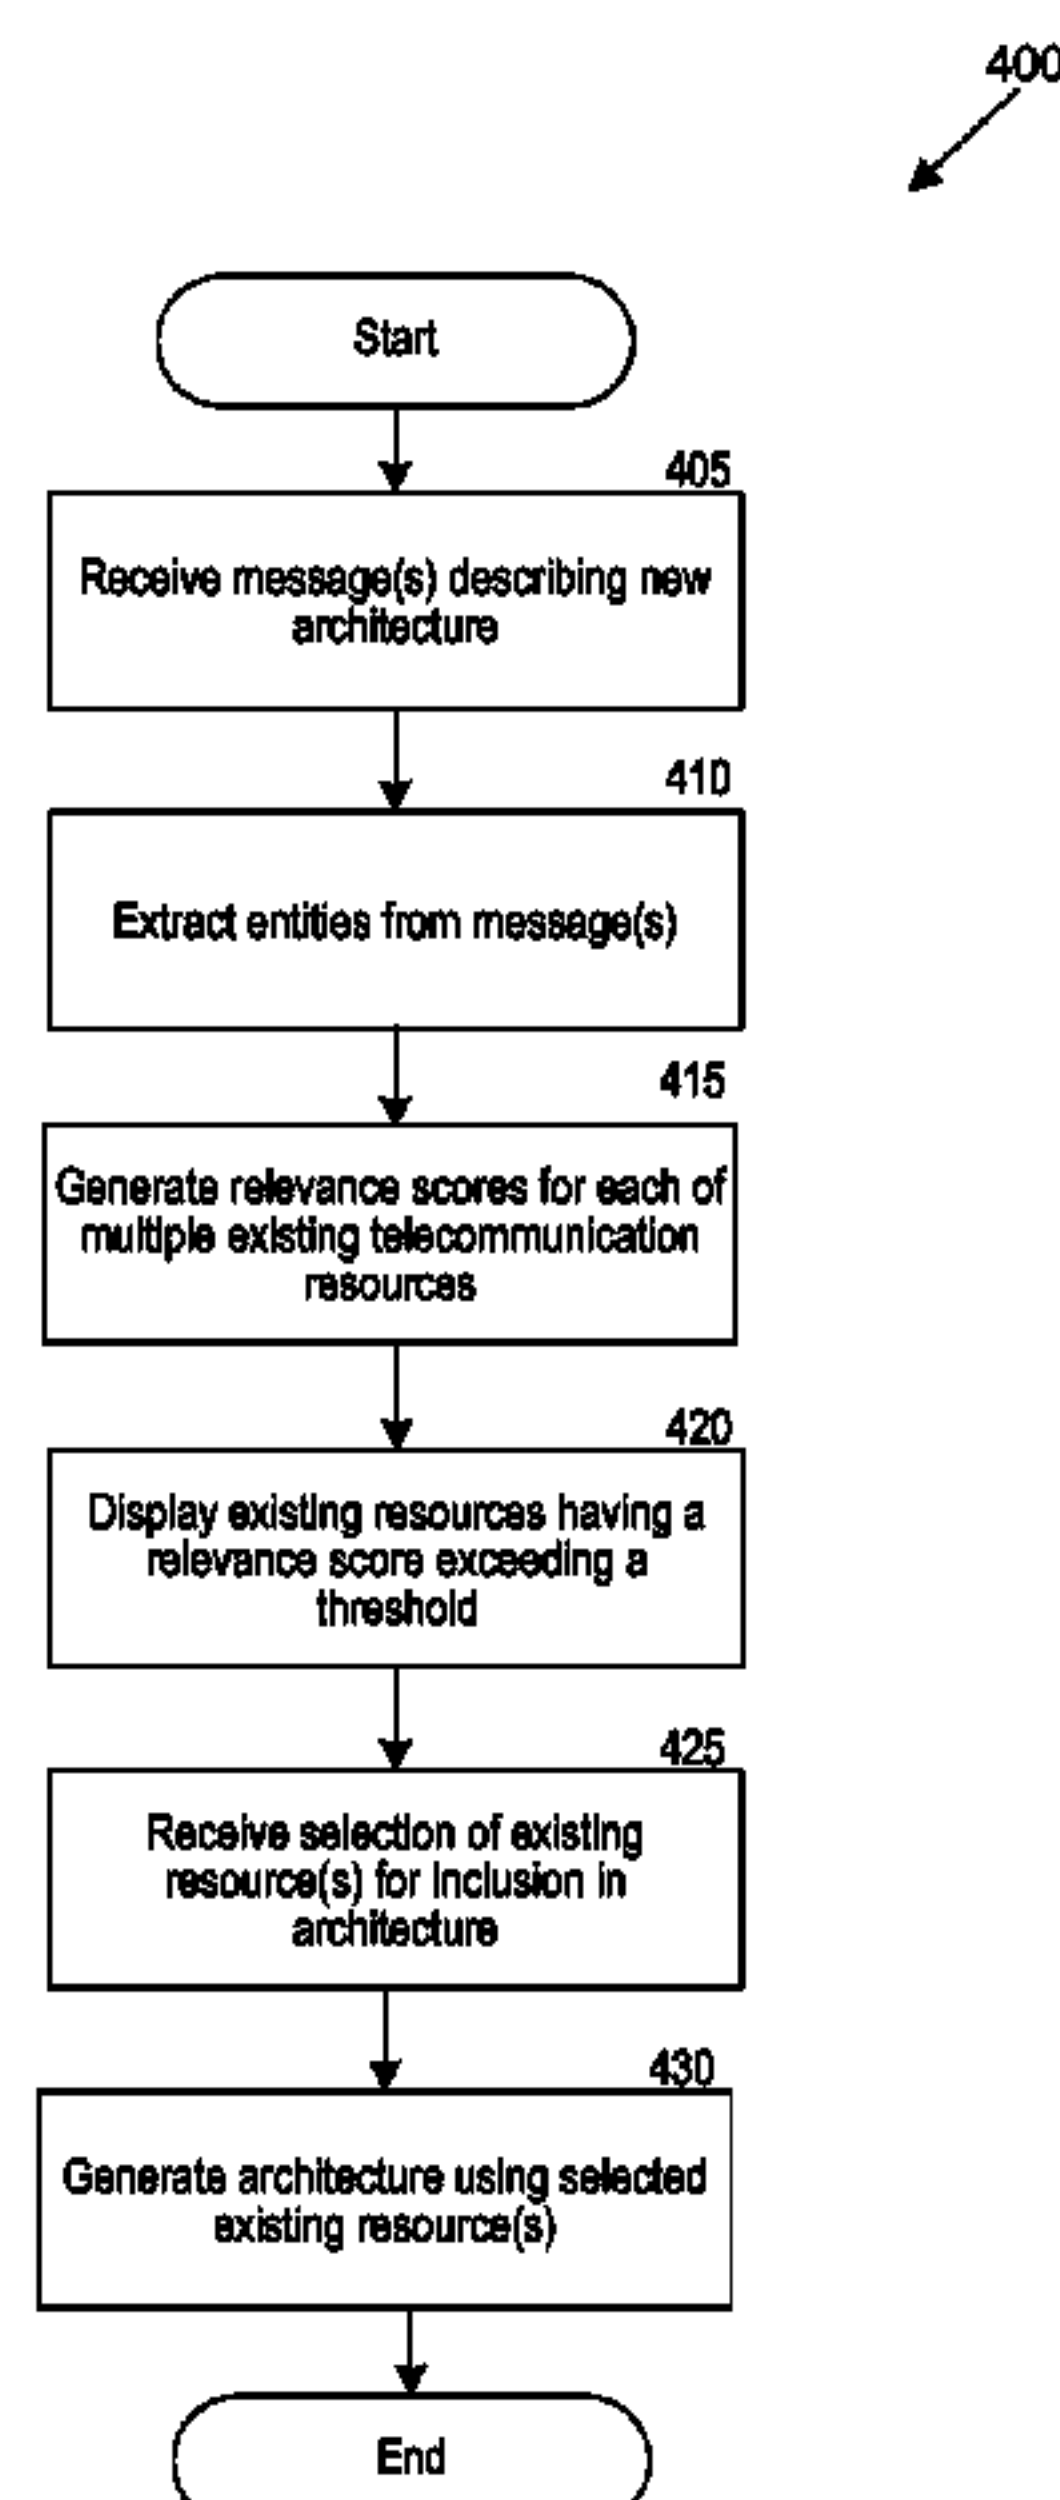 400
Start
405
Receive message(s) describing new
architecture
410
Extract entities from message(s)
415
Generate relevance scores for each of
multiple existing telecommunication
resources
420
Display existing resources having a
relevance score exceeding a
threshold
425
Receive selection of existing
resource(s) for inclusion in
architecture
430
Generate architecture using selected
existing resource(s)
End